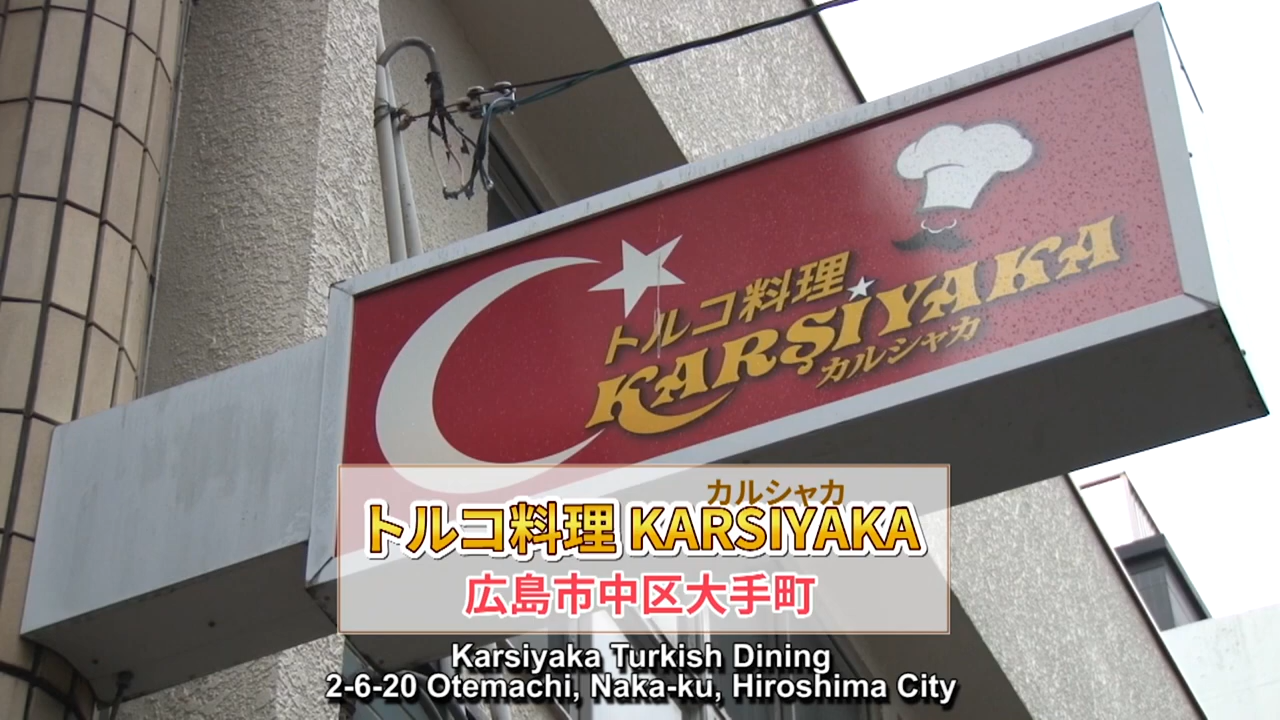 トルコ料理
KARŞİYAKA
カルシャカ
カルシャカ
トルコ料理 KARSIYAKA
広島市中区大手町
Karsiyaka Turkish Dining
2-6-20 Otemachi, Naka-ku, Hiroshima City